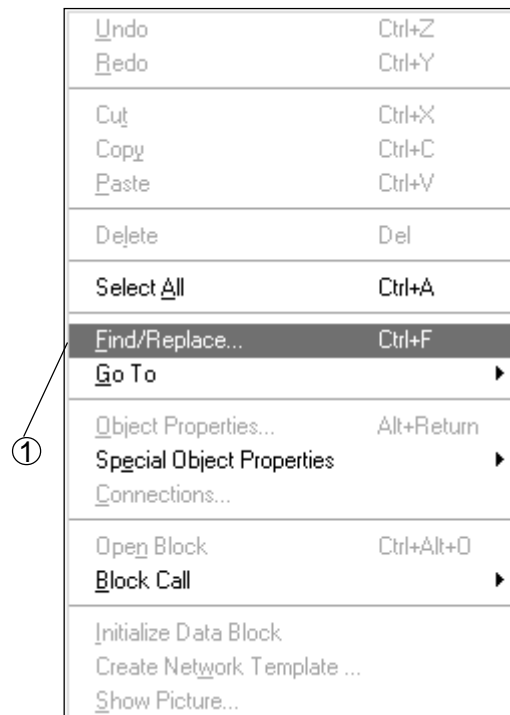 Undo Ctrl+Z
Redo Ctrl+Y
Cut Ctrl+X
Copy Ctrl+C
Paste Ctrl+V
Delete Del
Select All Ctrl+A
Find/Replace... Ctrl+F
Go To
Object Properties... Alt+Return
1
Special Object Properties
Connections...
Open Block Ctrl+Alt+O
Block Call
Initialize Data Block
Create Network Template ...
Show Picture...